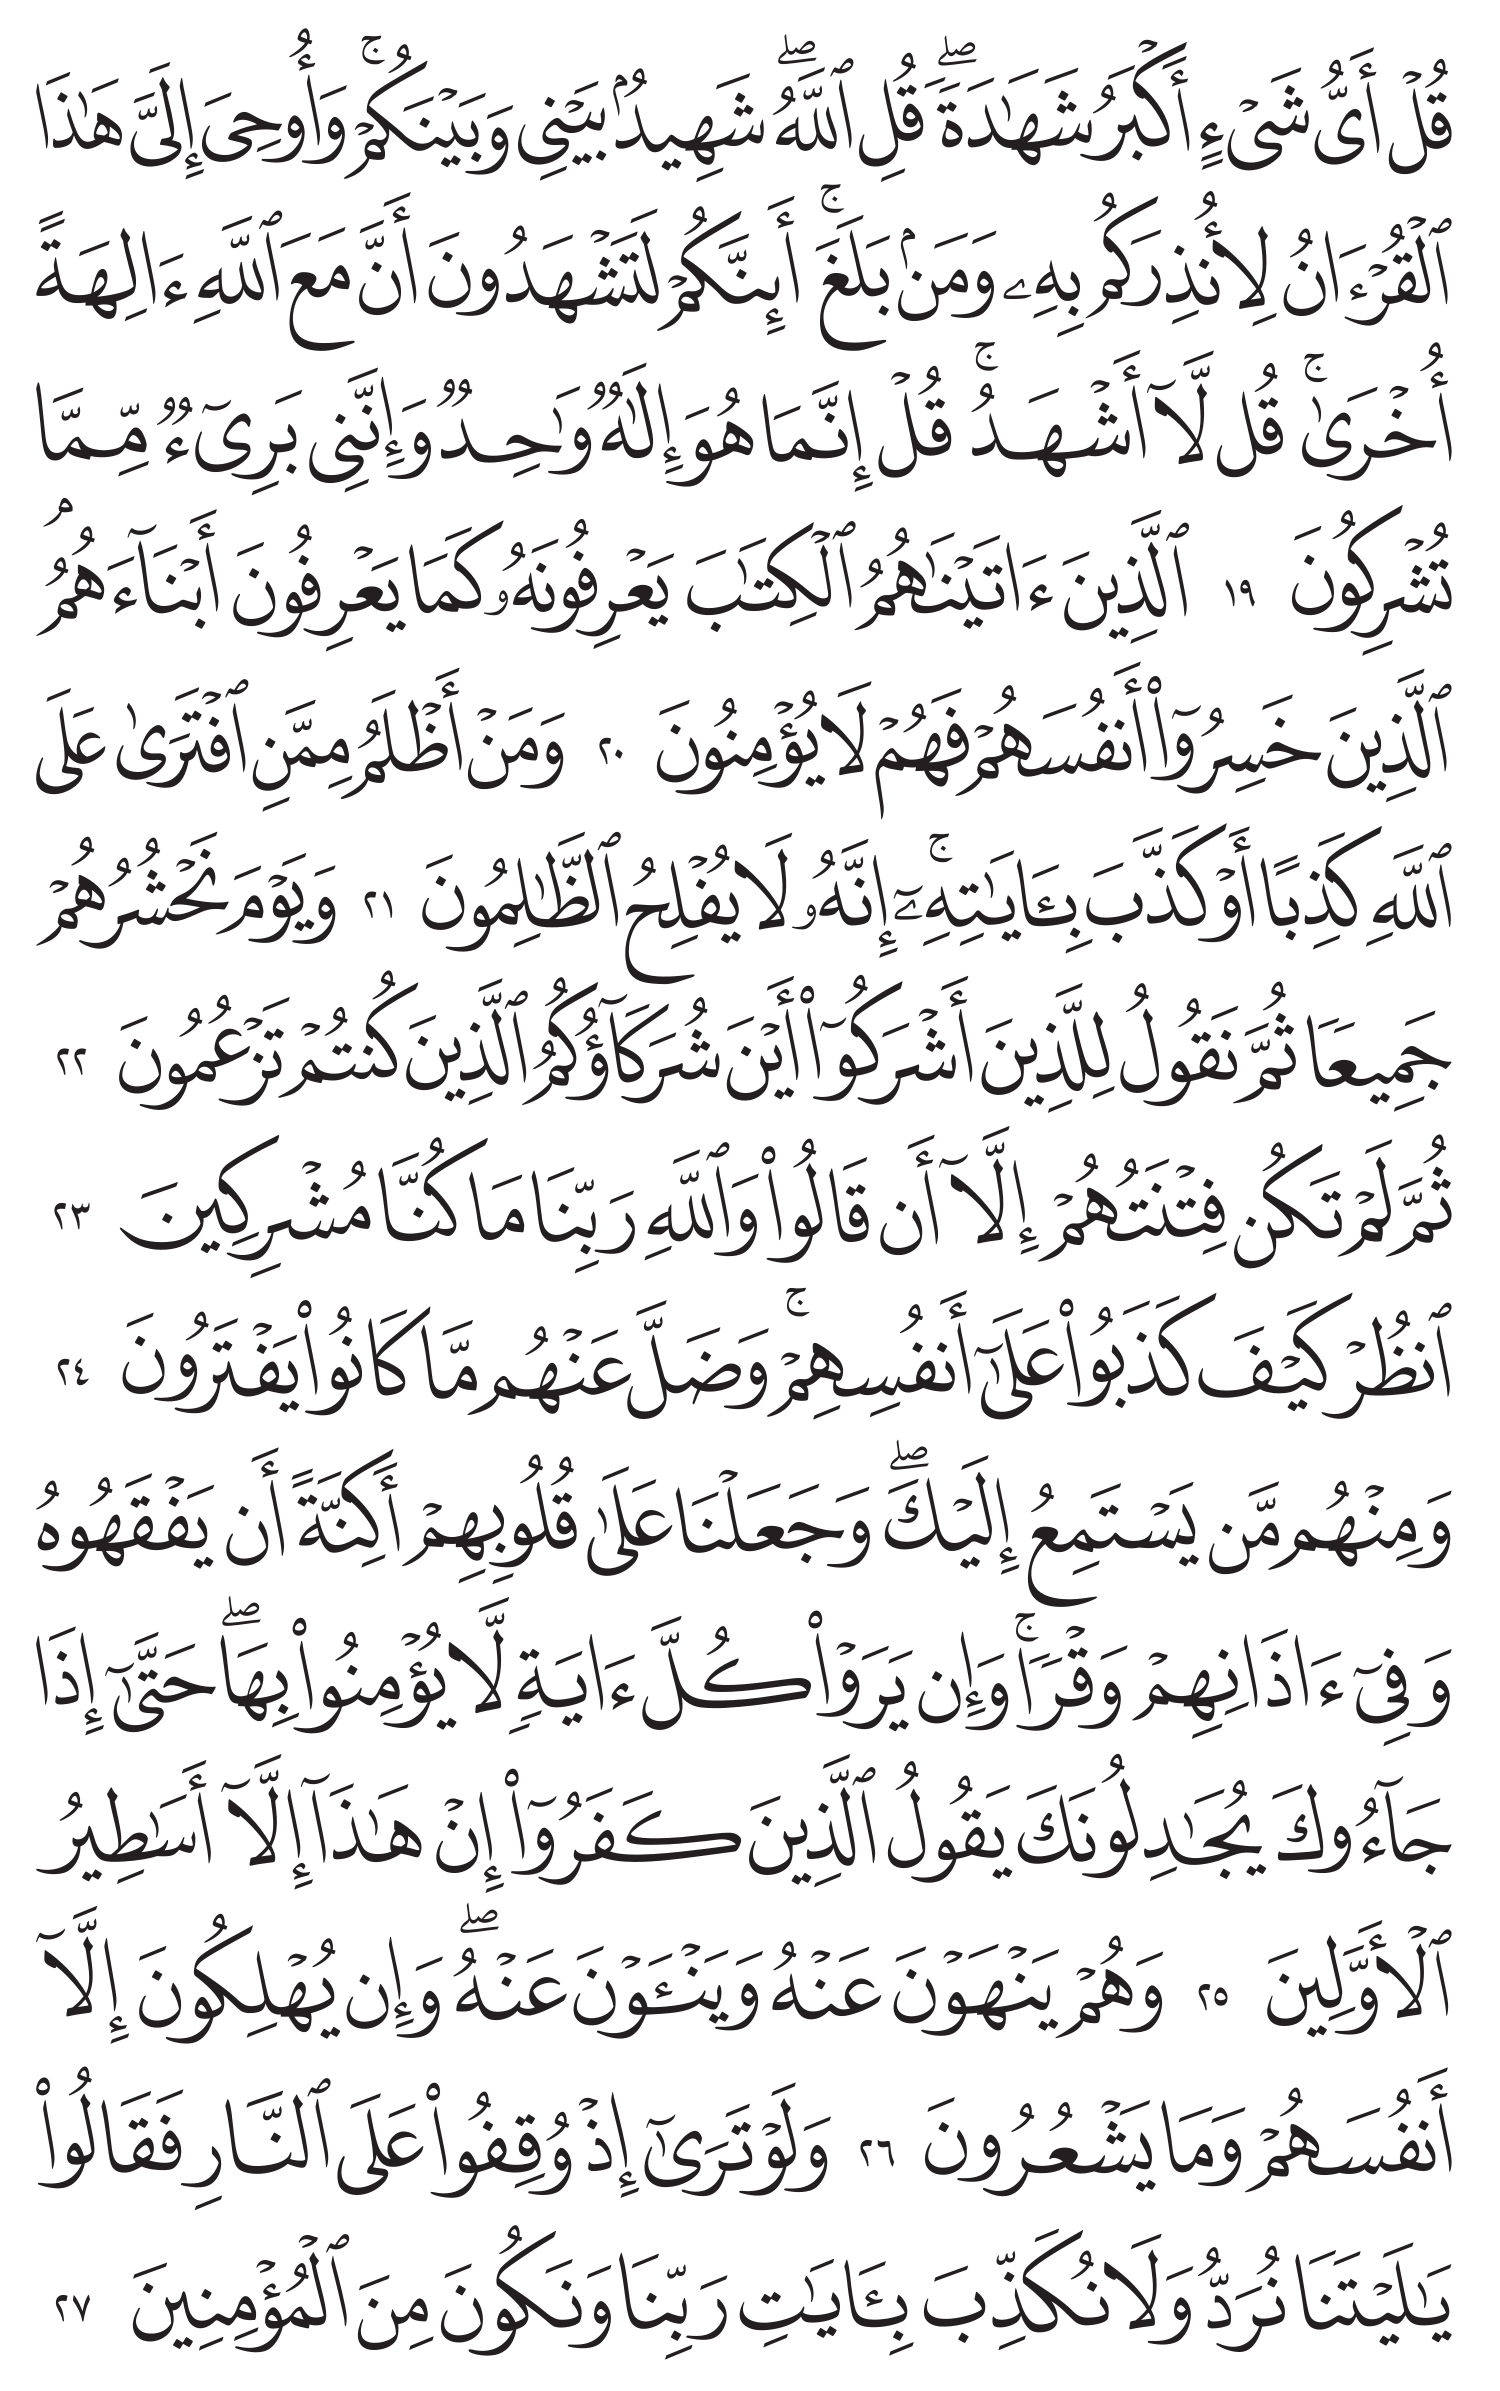 قُلْ أَىُّ شَىْءٍ أَكْبَرُ شَهَٰدَةًۖ قُلِ ٱللَّهُۖ شَهِيدٌۢ بَيْنِى وَبَيْنَكُمْۚ وَأُوحِىَ إِلَىَّ هَٰذَا
ٱلْقُرْءَانُ لِأُنذِرَكُم بِهِۦ وَمَنۢ بَلَغَۚ أَئِنَّكُمْ لَتَشْهَدُونَ أَنَّ مَعَ ٱللَّهِ ءَالِهَةً
أُخْرَىٰۚ قُل لَّآ أَشْهَدُۚ قُلْ إِنَّمَا هُوَ إِلَٰهٌ وَٰحِدٌ وَإِنَّنِى بَرِىٓءٌ مِّمَّا
تُشْرِكُونَ ١٩ ٱلَّذِينَ ءَاتَيْنَٰهُمُ ٱلْكِتَٰبَ يَعْرِفُونَهُۥ كَمَا يَعْرِفُونَ أَبْنَآءَهُمُۘ
ٱلَّذِينَ خَسِرُوٓا۟ أَنفُسَهُمْ فَهُمْ لَا يُؤْمِنُونَ ٢٠ وَمَنْ أَظْلَمُ مِمَّنِ ٱفْتَرَىٰ عَلَى
ٱللَّهِ كَذِبًا أَوْ كَذَّبَ بِـَٔايَٰتِهِۦٓۚ إِنَّهُۥ لَا يُفْلِحُ ٱلظَّٰلِمُونَ ٢١ وَيَوْمَ نَحْشُرُهُمْ
جَمِيعًا ثُمَّ نَقُولُ لِلَّذِينَ أَشْرَكُوٓا۟ أَيْنَ شُرَكَآؤُكُمُ ٱلَّذِينَ كُنتُمْ تَزْعُمُونَ ٢٢
ثُمَّ لَمْ تَكُن فِتْنَتُهُمْ إِلَّآ أَن قَالُوا۟ وَٱللَّهِ رَبِّنَا مَا كُنَّا مُشْرِكِينَ ٢٣
ٱنظُرْ كَيْفَ كَذَبُوا۟ عَلَىٰٓ أَنفُسِهِمْۚ وَضَلَّ عَنْهُم مَّا كَانُوا۟ يَفْتَرُونَ ٢٤
وَمِنْهُم مَّن يَسْتَمِعُ إِلَيْكَۖ وَجَعَلْنَا عَلَىٰ قُلُوبِهِمْ أَكِنَّةً أَن يَفْقَهُوهُ
وَفِىٓ ءَاذَانِهِمْ وَقْرًاۚ وَإِن يَرَوْا۟ كُلَّ ءَايَةٍ لَّا يُؤْمِنُوا۟ بِهَاۖ حَتَّىٰٓ إِذَا
جَآءُوكَ يُجَٰدِلُونَكَ يَقُولُ ٱلَّذِينَ كَفَرُوٓا۟ إِنْ هَٰذَآ إِلَّآ أَسَٰطِيرُ
ٱلْأَوَّلِينَ ٢٥ وَهُمْ يَنْهَوْنَ عَنْهُ وَيَنْـَٔوْنَ عَنْهُۖ وَإِن يُهْلِكُونَ إِلَّآ
أَنفُسَهُمْ وَمَا يَشْعُرُونَ ٢٦ وَلَوْ تَرَىٰٓ إِذْ وُقِفُوا۟ عَلَى ٱلنَّارِ فَقَالُوا۟
يَٰلَيْتَنَا نُرَدُّ وَلَا نُكَذِّبَ بِـَٔايَٰتِ رَبِّنَا وَنَكُونَ مِنَ ٱلْمُؤْمِنِينَ ٢٧